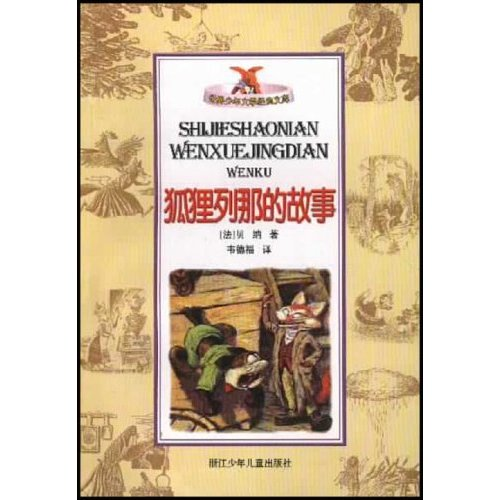 世界少年文学经典文库
SHIJIESHAONIAN
WENXUEJINGDIAN
WENKU
狐狸列那的故事
[法]贝 纳 著
韦德福 译
浙江少年儿童出版社